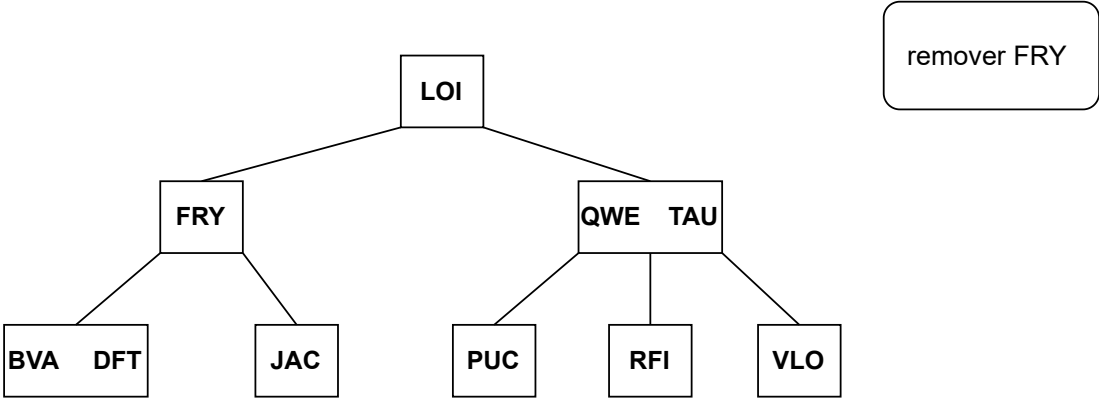 remover FRY
LOI
FRY
QWE TAU
BVA DFT
JAC
PUC
RFI
VLO